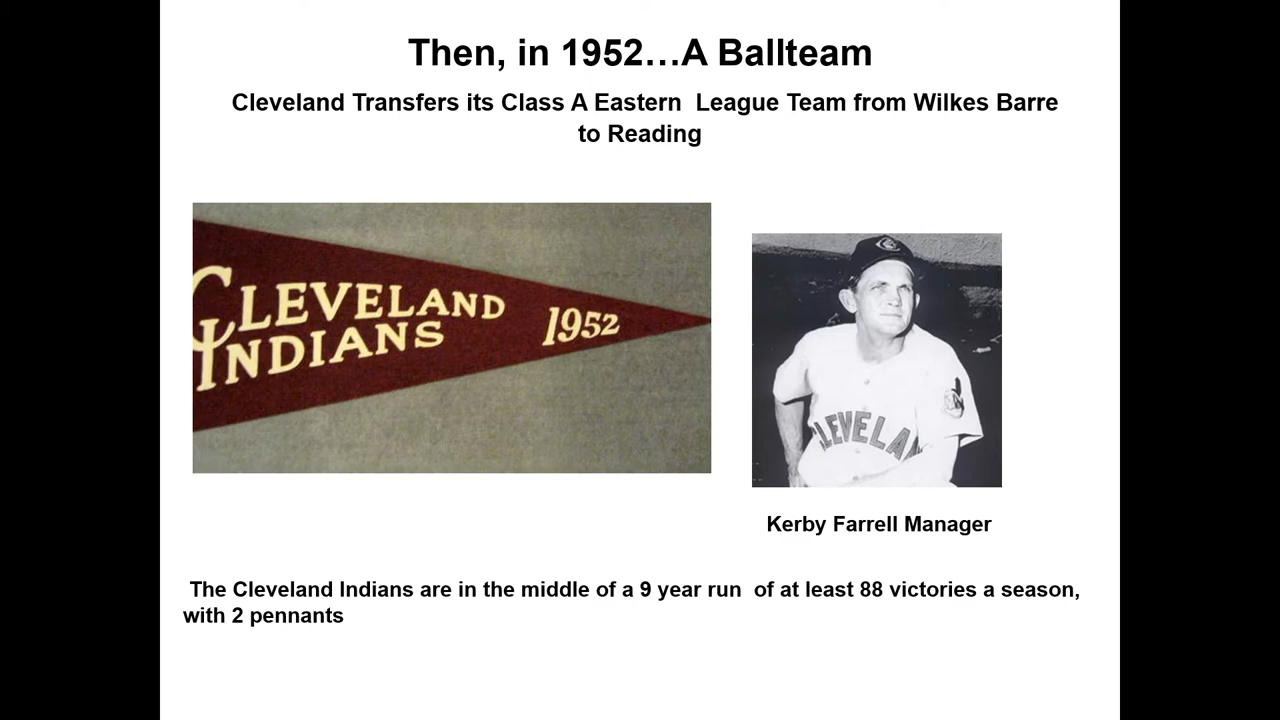 Then, in 1952…A Ballteam
Cleveland Transfers its Class A Eastern  League Team from Wilkes Barre
to Reading
CLEVELAND
INDIANS
1952
CLEVELA
Kerby Farrell Manager
The Cleveland Indians are in the middle of a 9 year run  of at least 88 victories a season,
with 2 pennants